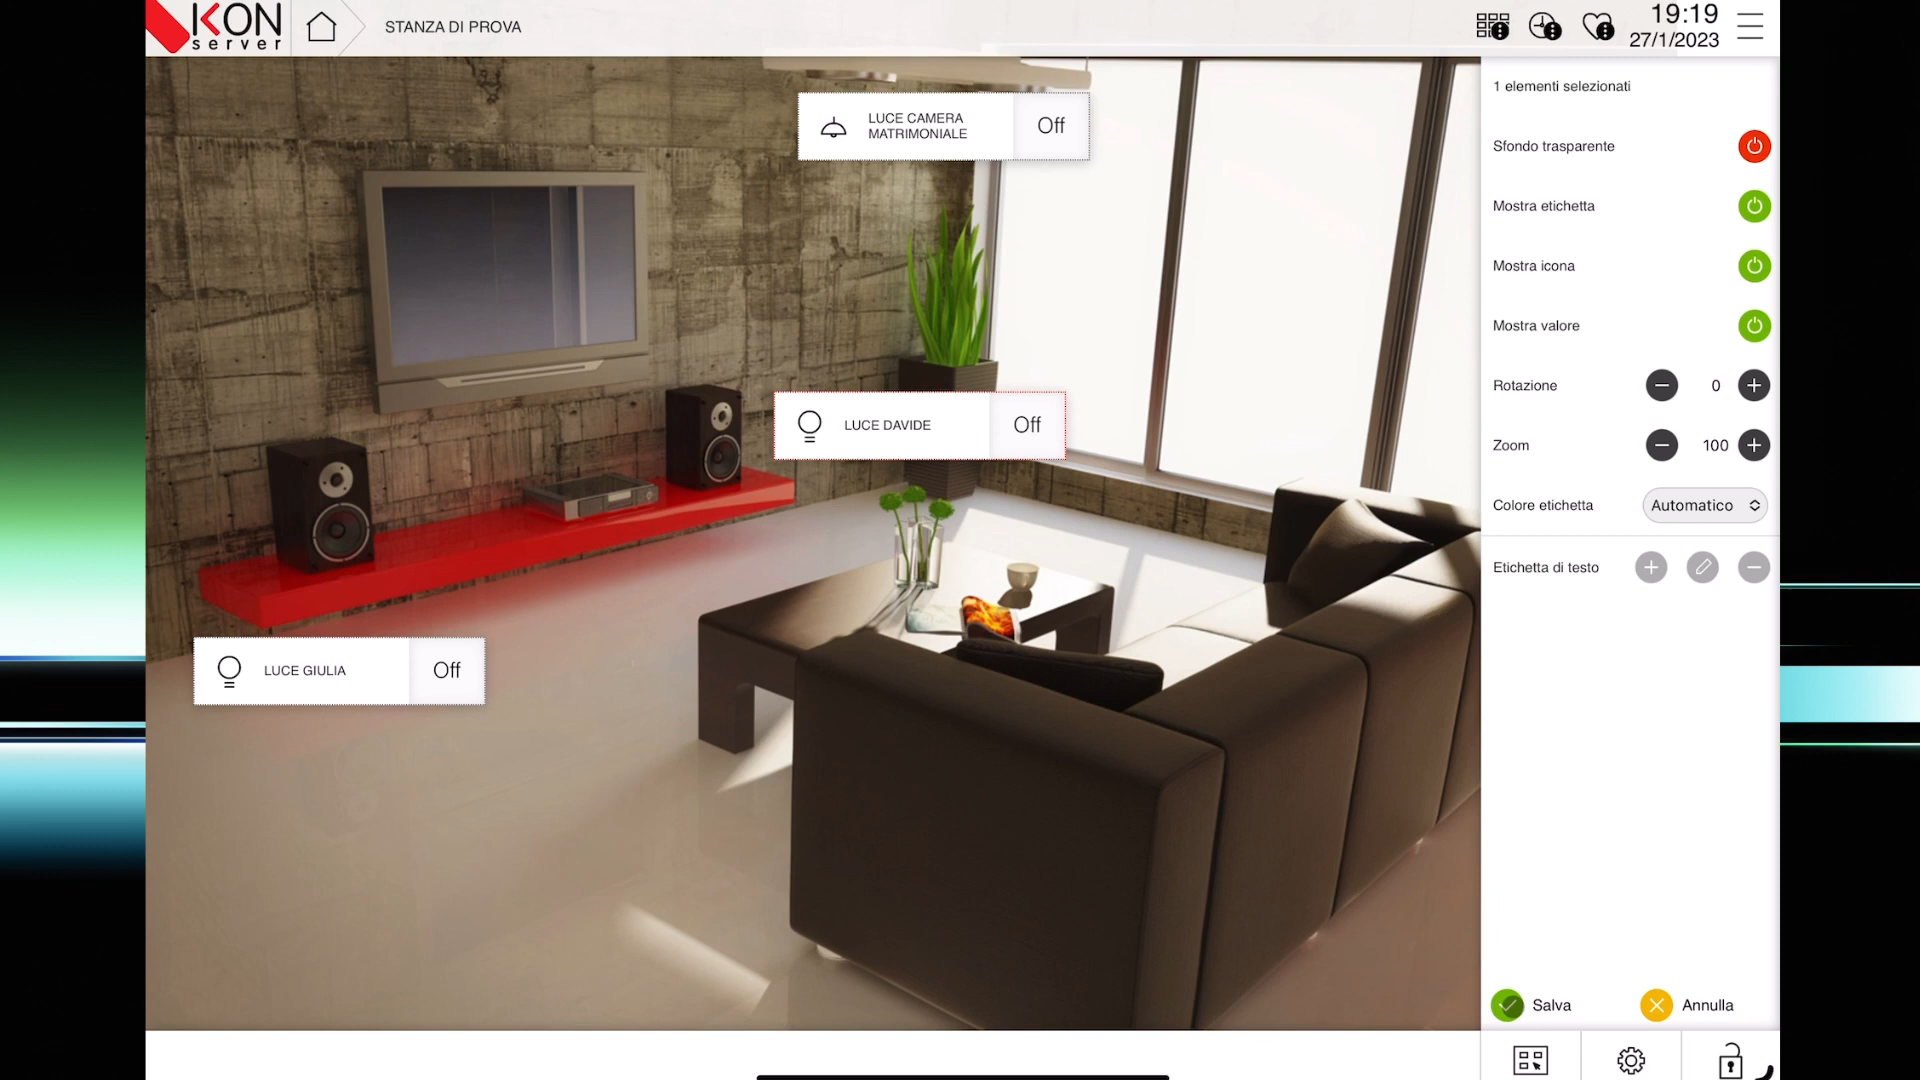 IKON
server
STANZA DI PROVA
19:19
27/1/2023
1 elementi selezionati
LUCE CAMERA
MATRIMONIALE
Off
Sfondo trasparente
Mostra etichetta
Mostra icona
Mostra valore
Rotazione
0
LUCE DAVIDE
Off
Zoom
100
Colore etichetta
Automatico
Etichetta di testo
LUCE GIULIA
Off
Salva
Annulla